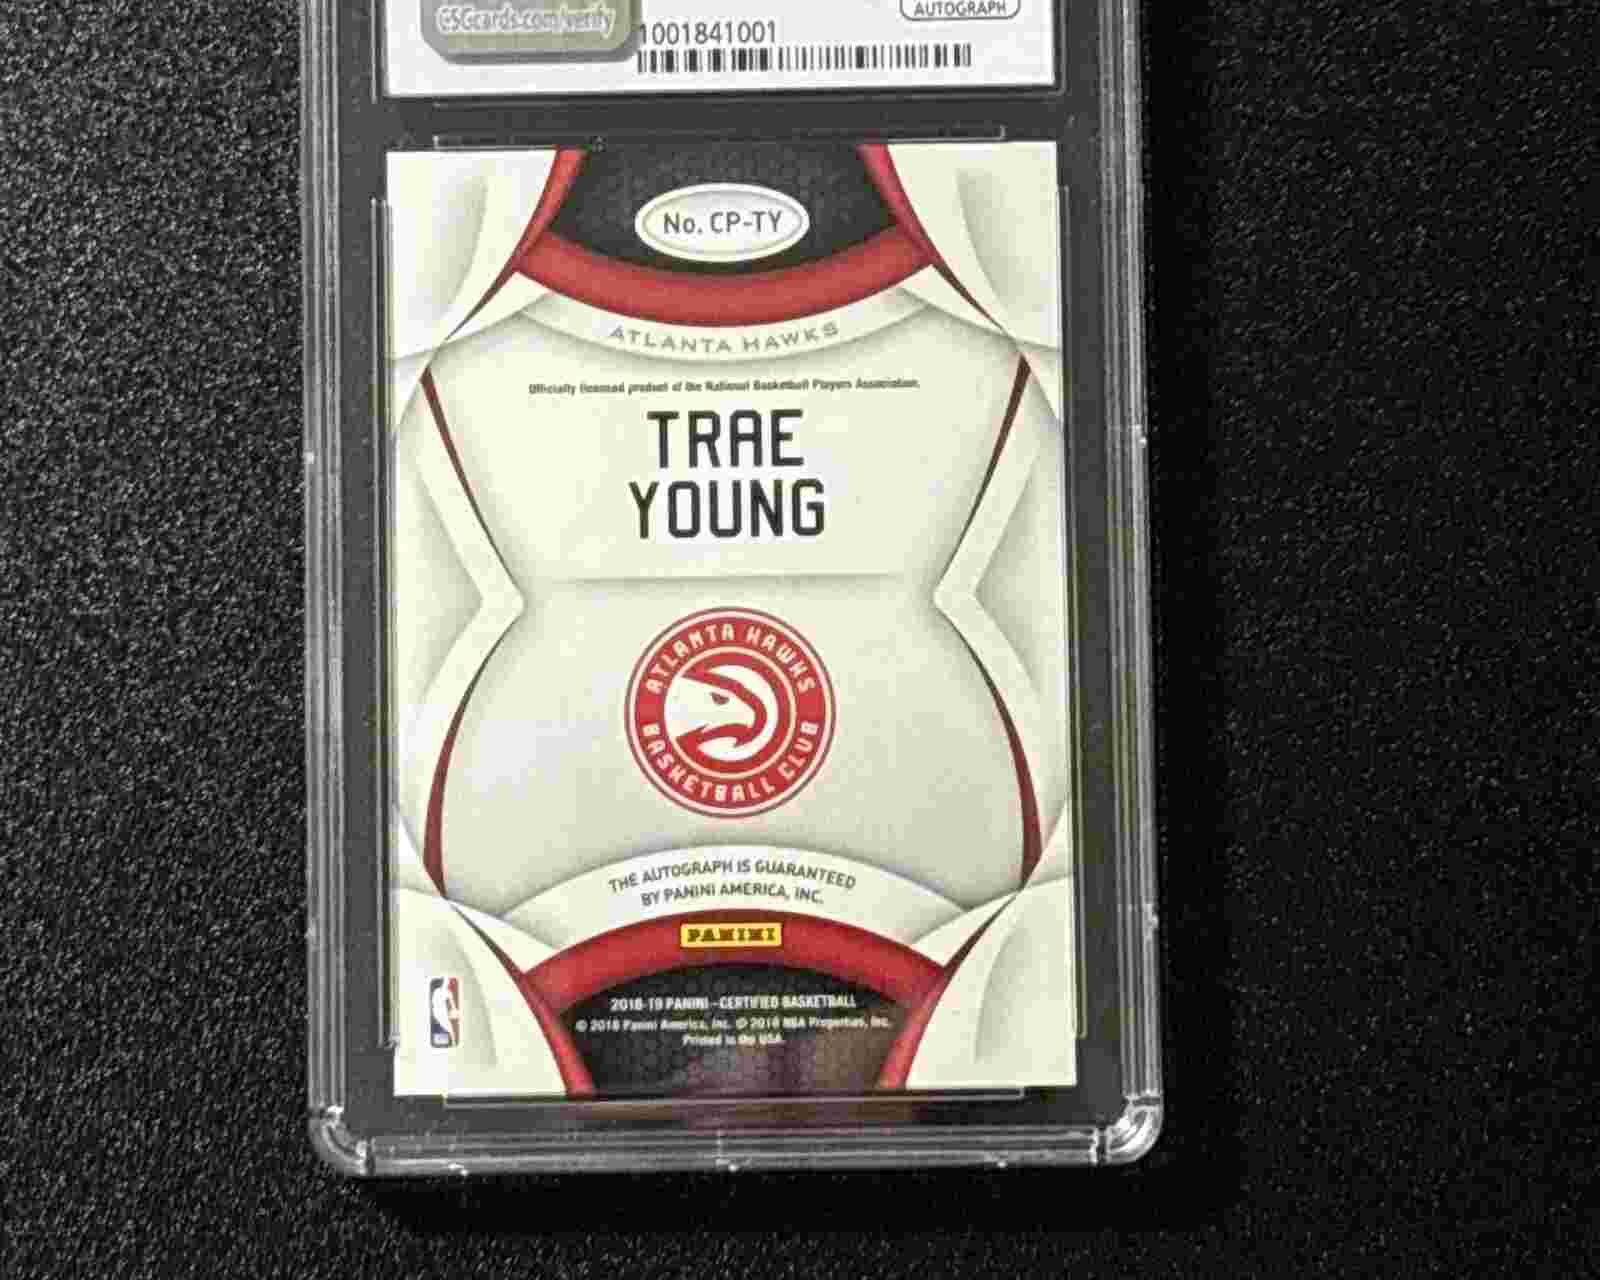 CSGcards.com/verify
AUTOGRAPH
1001841001
No. CP-TY
ATLANTA HAWKS
Officially licensed product of the National Basketball Players Association.
TRAE
YOUNG
ATLANTA HAWKS
BASKETBALL CLUB
THE AUTOGRAPH IS GUARANTEED
BY PANINI AMERICA, INC.
PANINI
2018-19 PANINI - CERTIFIED BASKETBALL
© 2018 Panini America, Inc. © 2018 NBA Properties, Inc.
Printed in the USA.